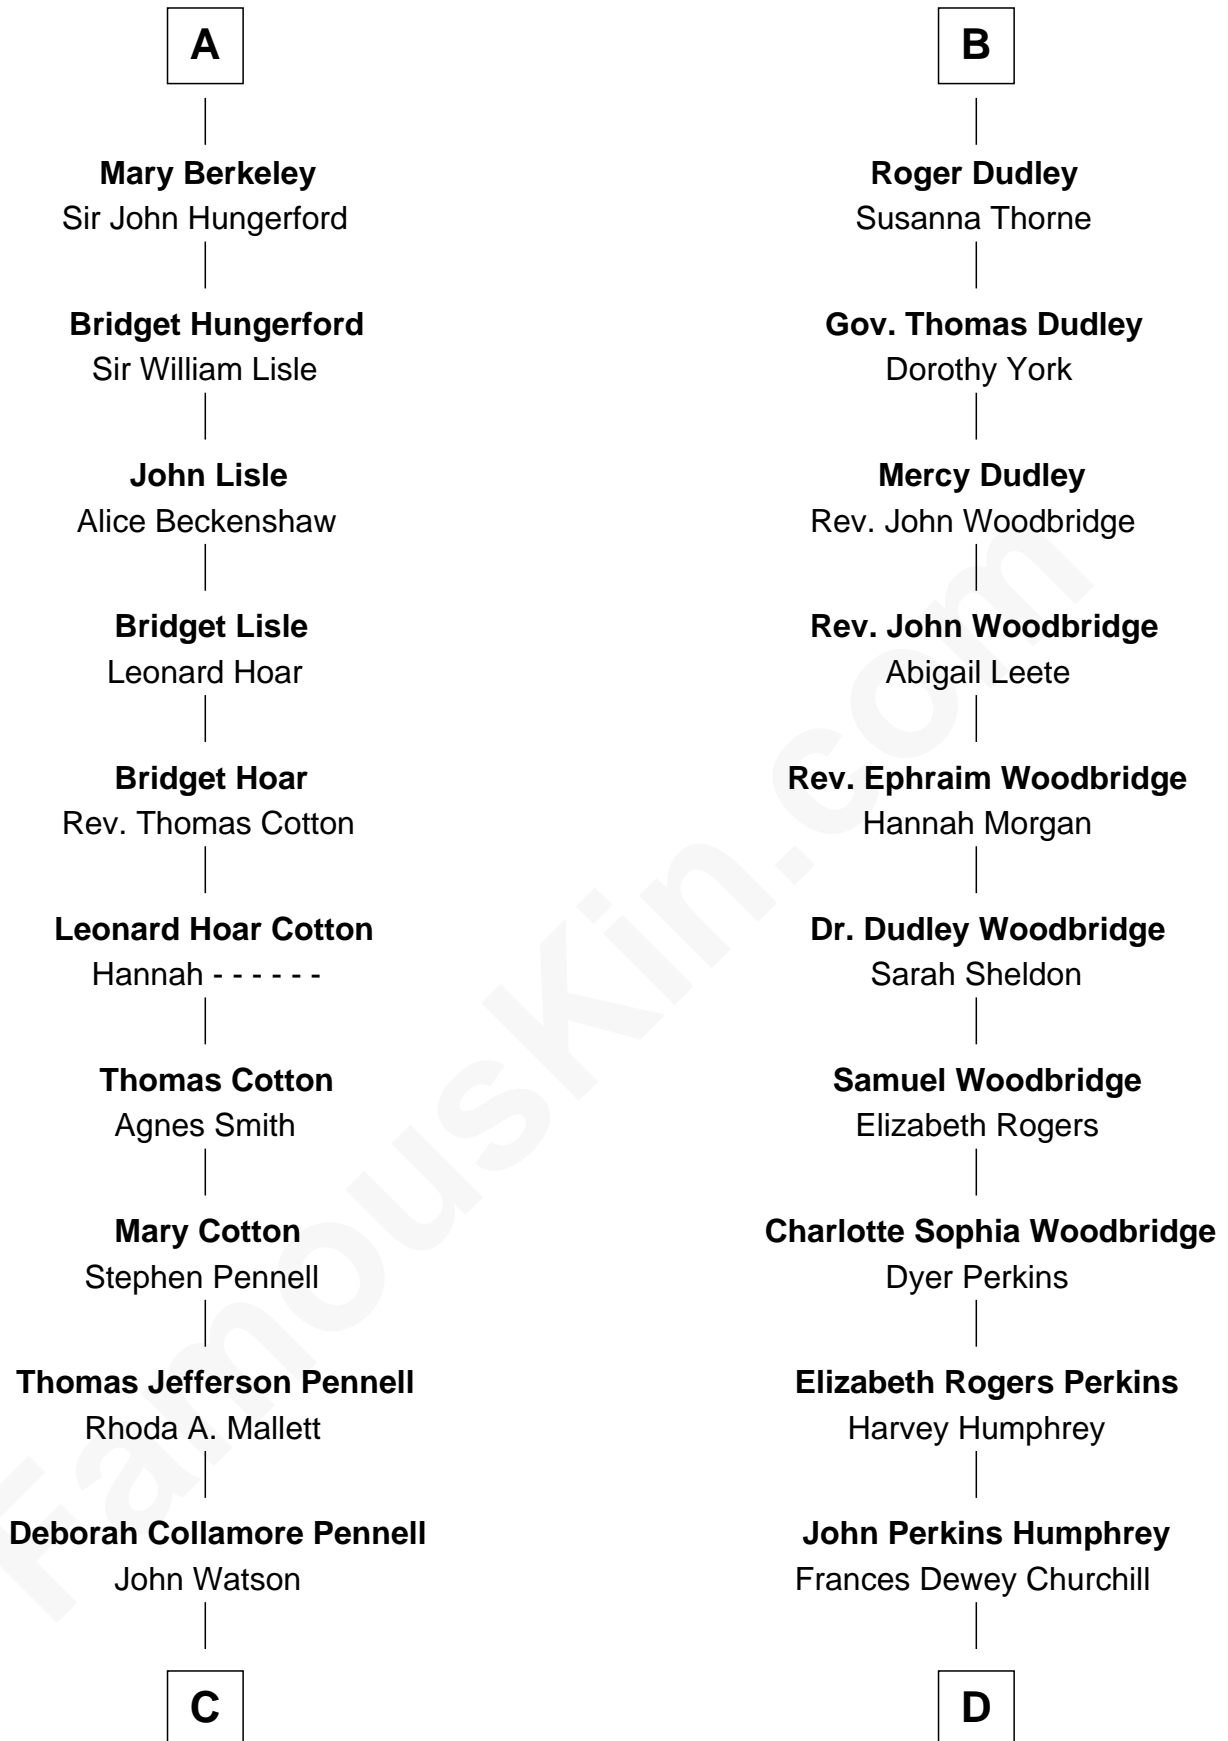 A
Mary Berkeley
Sir John Hungerford
Bridget Hungerford
Sir William Lisle
John Lisle
Alice Beckenshaw
Bridget Lisle
Leonard Hoar
Bridget Hoar
Rev. Thomas Cotton
Leonard Hoar Cotton
Hannah - - - - - -
Thomas Cotton
Agnes Smith
Mary Cotton
Stephen Pennell
Thomas Jefferson Pennell
Rhoda A. Mallett
Deborah Collamore Pennell
John Watson
C
B
Roger Dudley
Susanna Thorne
Gov. Thomas Dudley
Dorothy York
Mercy Dudley
Rev. John Woodbridge
Rev. John Woodbridge
Abigail Leete
Rev. Ephraim Woodbridge
Hannah Morgan
Dr. Dudley Woodbridge
Sarah Sheldon
Samuel Woodbridge
Elizabeth Rogers
Charlotte Sophia Woodbridge
Dyer Perkins
Elizabeth Rogers Perkins
Harvey Humphrey
John Perkins Humphrey
Frances Dewey Churchill
D
FamousKin.com